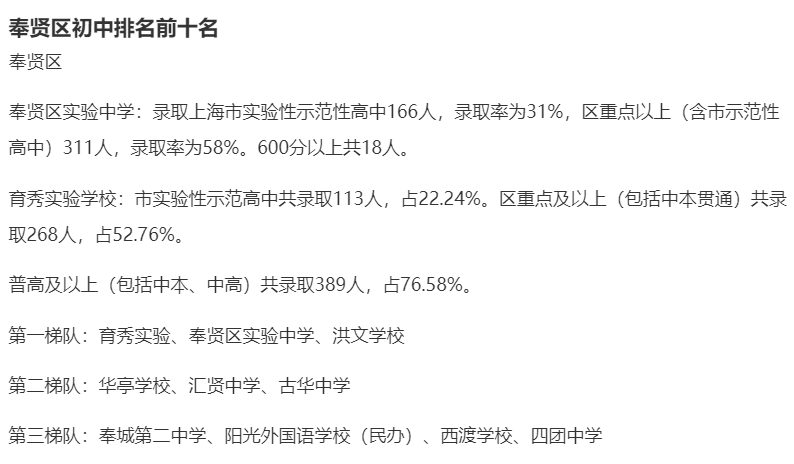 奉贤区初中排名前十名
奉贤区
奉贤区实验中学：录取上海市实验性示范性高中166人，录取率为31%，区重点以上（含市示范性
高中）311人，录取率为58%。600分以上共18人。
育秀实验学校：市实验性示范高中共录取113人，占22.24%。区重点及以上（包括中本贯通）共录
取268人，占52.76%。
普高及以上（包括中本、中高）共录取389人，占76.58%。
第一梯队：育秀实验、奉贤区实验中学、洪文学校
第二梯队：华亭学校、汇贤中学、古华中学
第三梯队：奉城第二中学、阳光外国语学校（民办）、西渡学校、四团中学